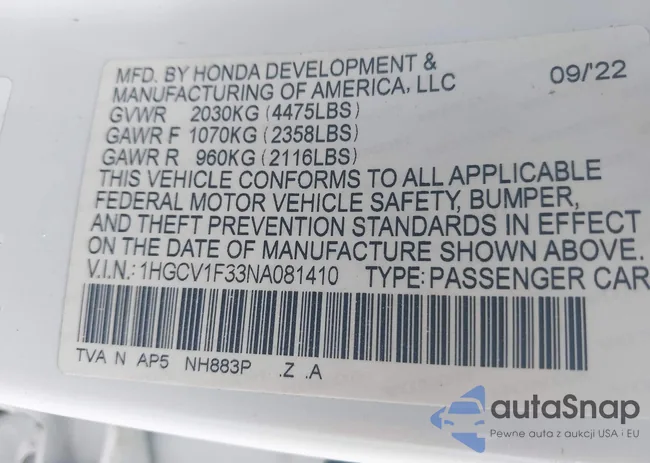 MFD. BY HONDA DEVELOPMENT &
MANUFACTURING OF AMERICA, LLC 09/'22
GVWR 2030KG (4475LBS)
GAWR F 1070KG (2358LBS)
GAWR R 960KG (2116LBS)
THIS VEHICLE CONFORMS TO ALL APPLICABLE
FEDERAL MOTOR VEHICLE SAFETY, BUMPER,
AND THEFT PREVENTION STANDARDS IN EFFECT
ON THE DATE OF MANUFACTURE SHOWN ABOVE.
V.I.N.: 1HGCV1F33NA081410 TYPE: PASSENGER CAR
TVA N AP5 NH883P .Z .A
autaSnap
Pewne auta z aukcji USA i EU